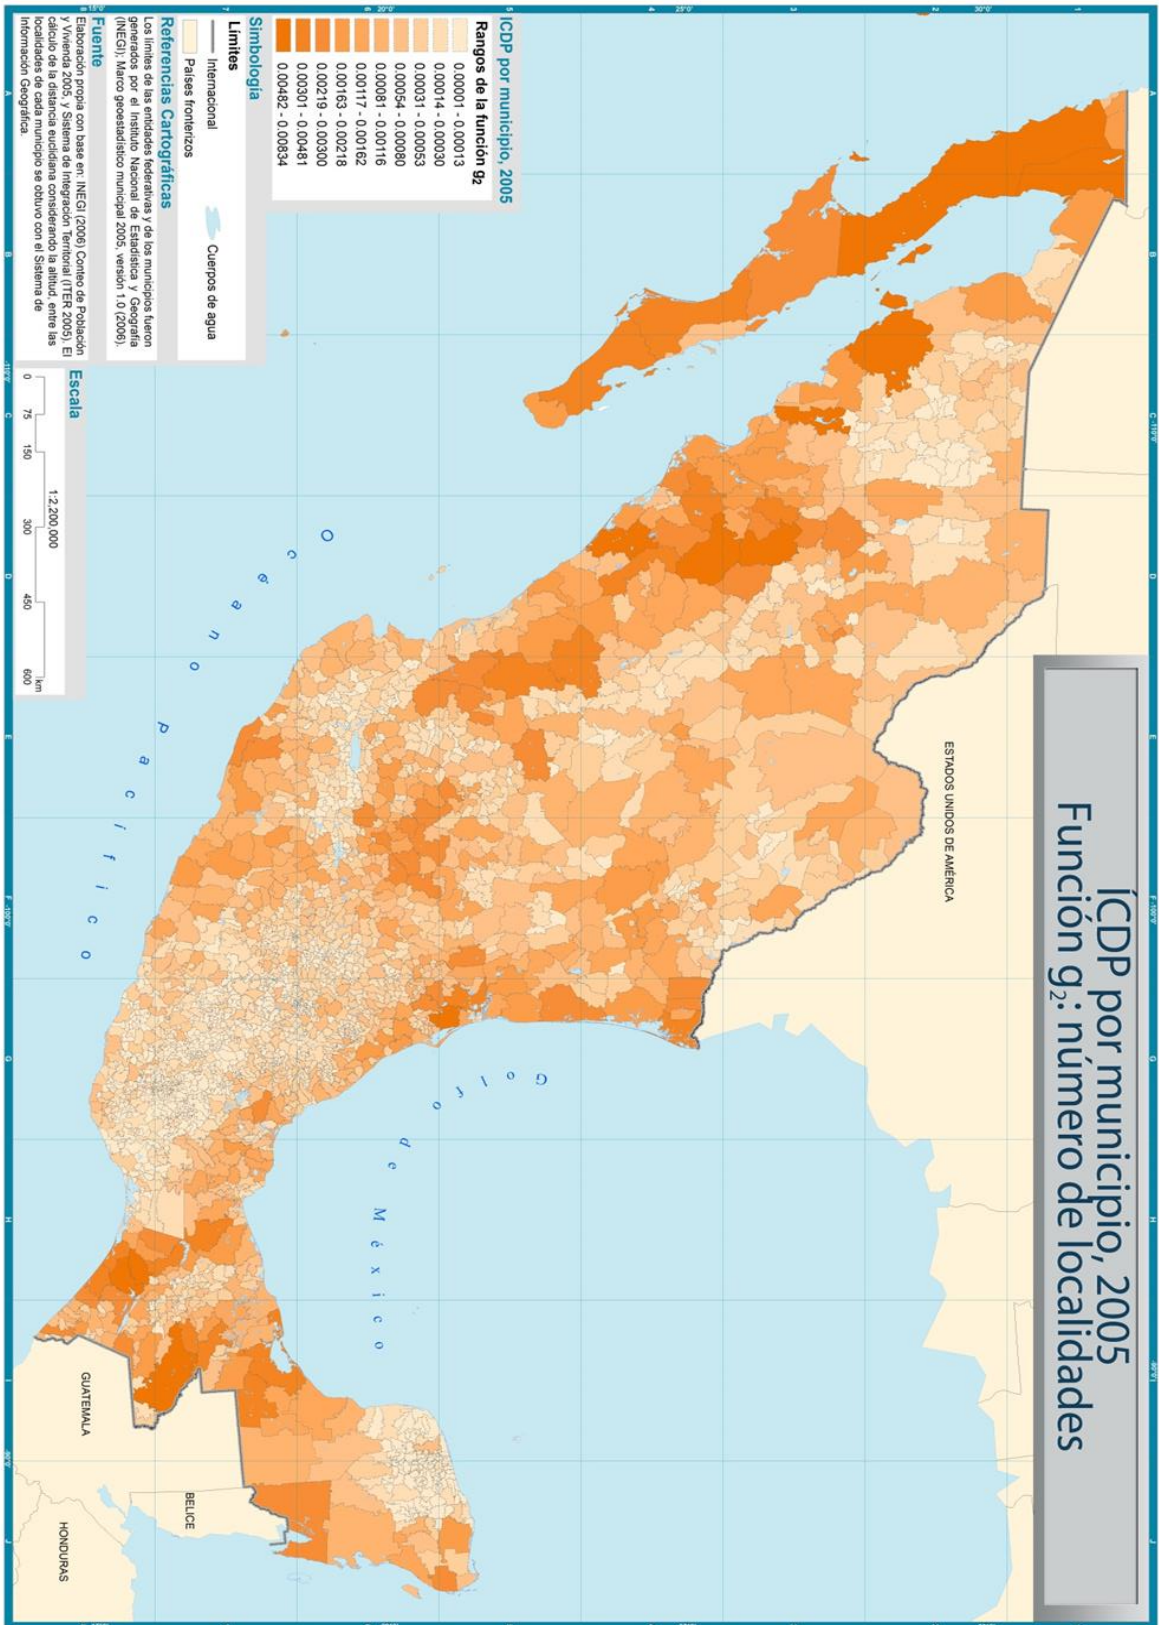 ÍCDP por municipio, 2005
Función g₂: número de localidades
ESTADOS UNIDOS DE AMÉRICA
Golfo de México
Océano Pacífico
GUATEMALA
BELICE
HONDURAS
ICDP por municipio, 2005
Rangos de la función g₂
0.00001 - 0.00013
0.00014 - 0.00030
0.00031 - 0.00053
0.00054 - 0.00080
0.00081 - 0.00116
0.00117 - 0.00162
0.00163 - 0.00218
0.00219 - 0.00300
0.00301 - 0.00481
0.00482 - 0.00834
Simbología
Límites
Internacional
Cuerpos de agua
Países fronterizos
Referencias Cartográficas
Los límites de las entidades federativas y de los municipios fueron
generados por el Instituto Nacional de Estadística y Geografía
(INEGI); Marco geoestadístico municipal 2005, versión 1.0 (2006).
Fuente
Elaboración propia con base en: INEGI (2006) Conteo de Población
y Vivienda 2005, y Sistema de Integración Territorial (ITER 2005). El
cálculo de la distancia euclidiana considerando la altitud, entre las
localidades de cada municipio se obtuvo con el Sistema de
Información Geográfica.
Escala
1:2,200,000
0 75 150 300 450 600 km
A B C D E F G H I J
1 2 3 4 5 6 7 8